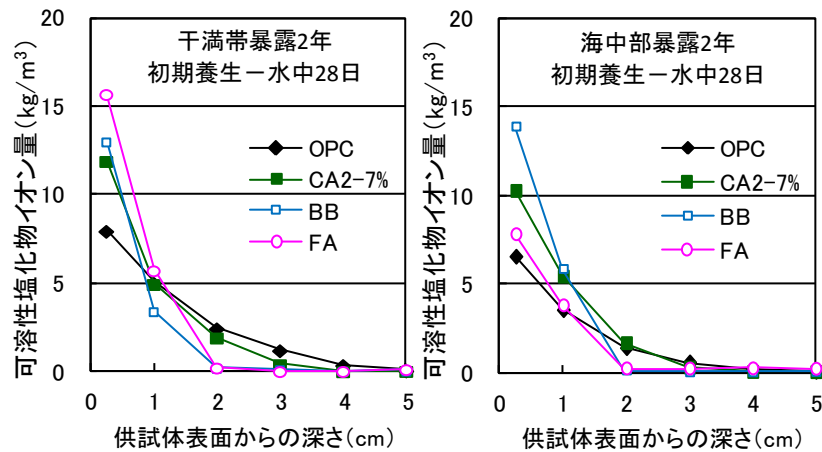 干満帯暴露2年
初期養生－水中28日
可溶性塩化物イオン量(kg/m³)
20
15
10
5
0
OPC
CA2-7%
BB
FA
0 1 2 3 4 5
供試体表面からの深さ(cm)
海中部暴露2年
初期養生－水中28日
可溶性塩化物イオン量(kg/m³)
20
15
10
5
0
OPC
CA2-7%
BB
FA
0 1 2 3 4 5
供試体表面からの深さ(cm)